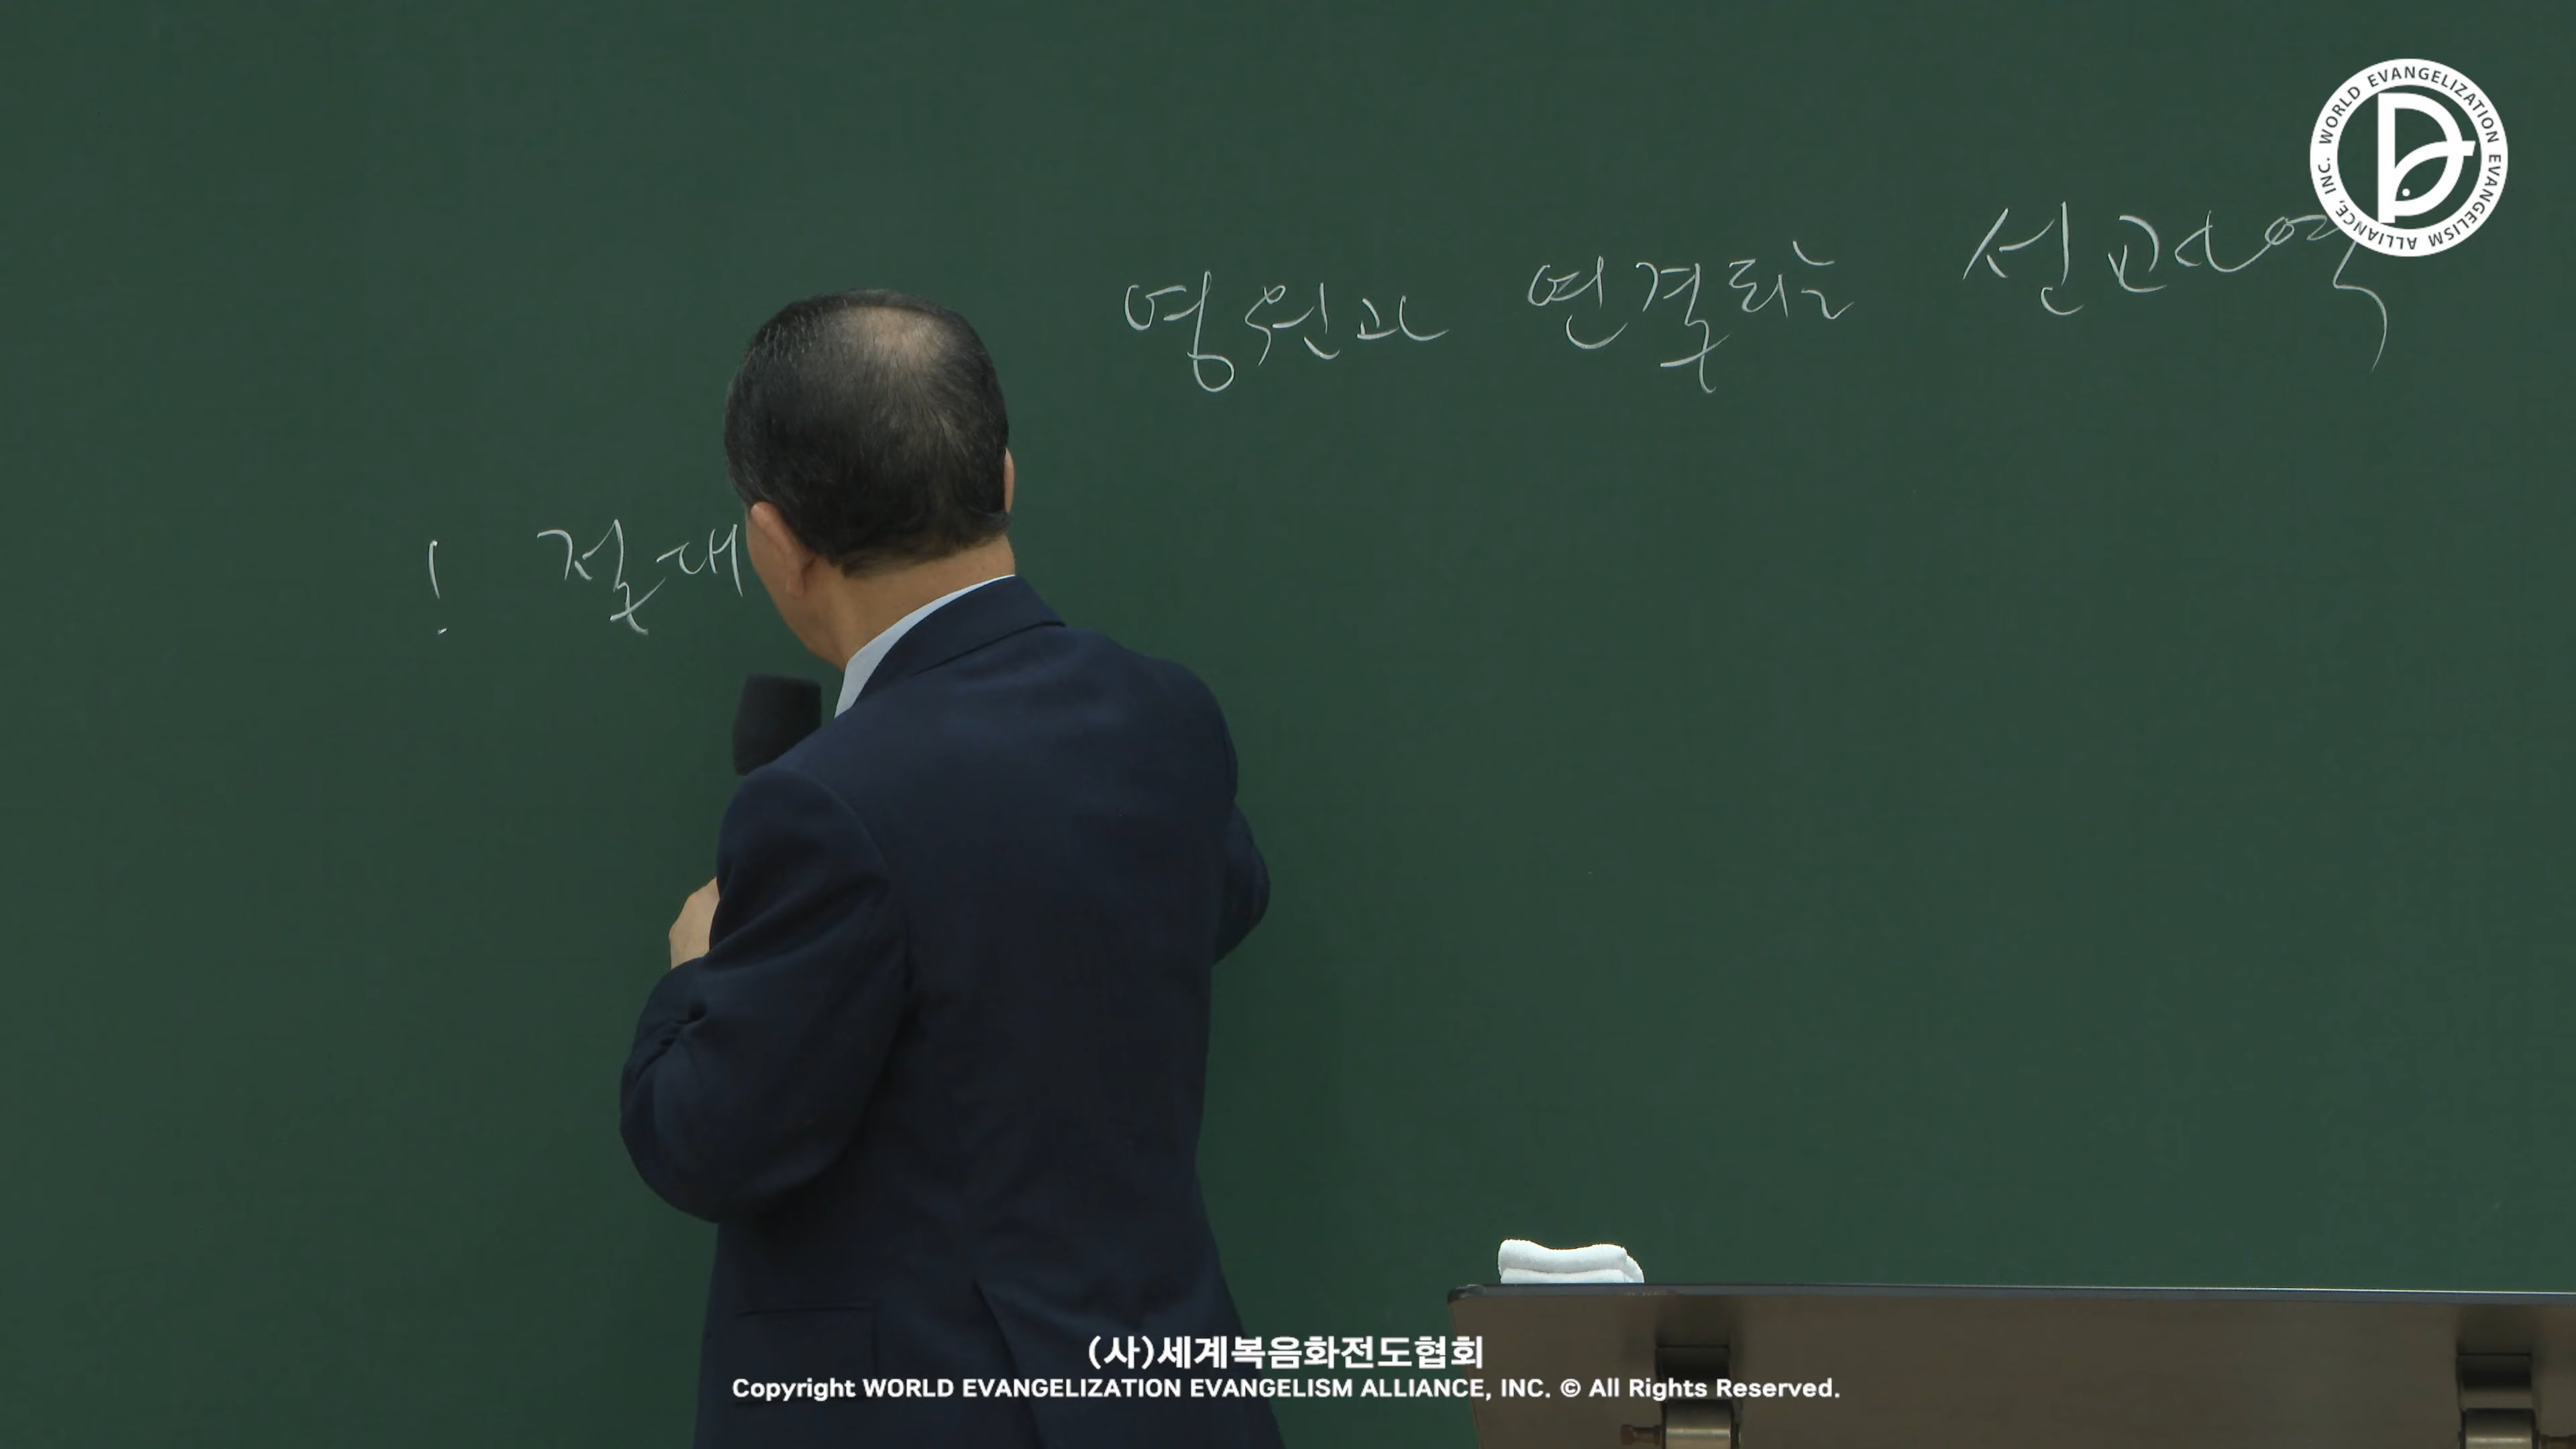 WORLD EVANGELIZATION EVANGELISM ALLIANCE, INC.
영원과 연결되는 선교사역
! 절대
(사)세계복음화전도협회
Copyright WORLD EVANGELIZATION EVANGELISM ALLIANCE, INC. © All Rights Reserved.